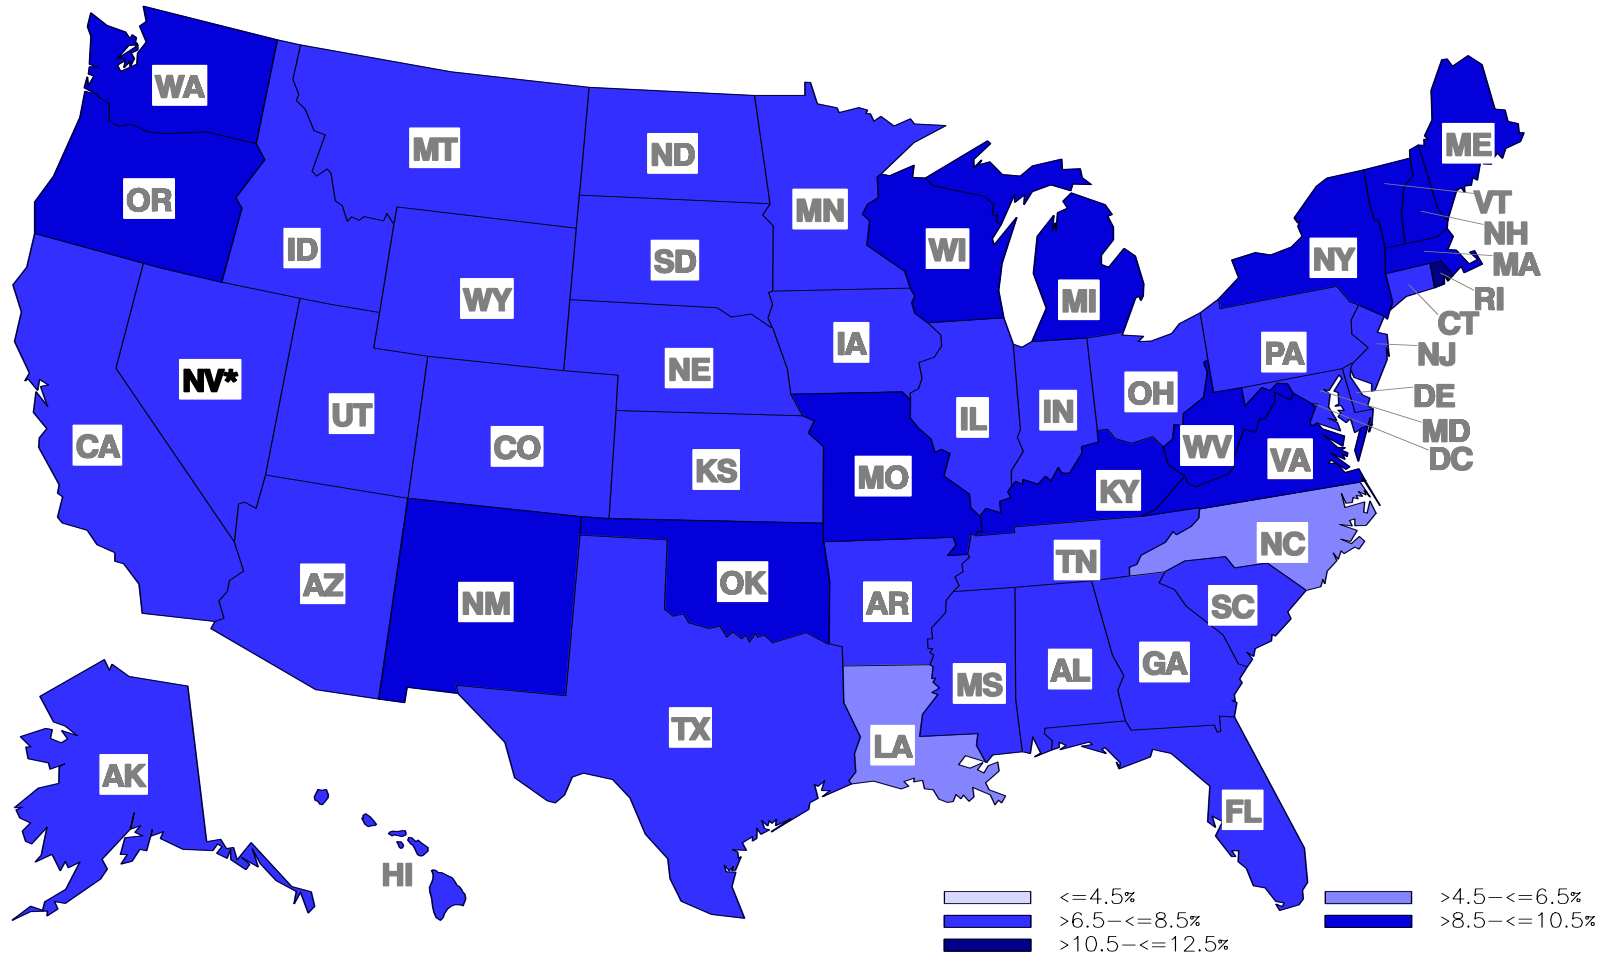 WA
ME
MT
ND
OR
VT
MN
NH
WI
ID
NY
SD
MA
WY
MI
RI
CT
IA
PA
NJ
NE
NV*
OH
DE
UT
IL
IN
MD
CA
CO
WV
VA
DC
KS
MO
KY
NC
TN
AZ
OK
NM
AR
SC
GA
AL
MS
TX
LA
AK
FL
HI
<=4.5%
>4.5−<=6.5%
>6.5−<=8.5%
>8.5−<=10.5%
>10.5−<=12.5%